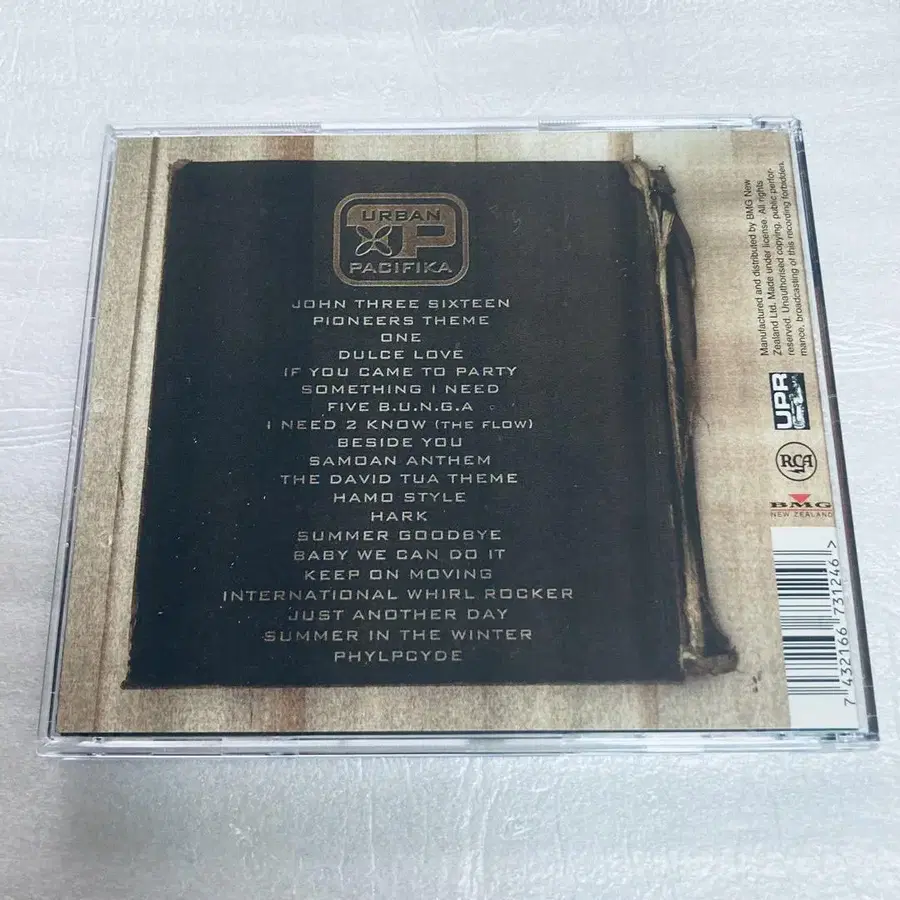 URBAN
UP
PACIFIKA
JOHN THREE SIXTEEN
PIONEERS THEME
ONE
DULCE LOVE
IF YOU CAME TO PARTY
SOMETHING I NEED
FIVE B.U.N.G.A
I NEED 2 KNOW (THE FLOW)
BESIDE YOU
SAMOAN ANTHEM
THE DAVID TUA THEME
HAMO STYLE
HARK
SUMMER GOODBYE
BABY WE CAN DO IT
KEEP ON MOVING
INTERNATIONAL WHIRL ROCKER
JUST ANOTHER DAY
SUMMER IN THE WINTER
PHYLPCYDE
Manufactured and distributed by BMG New
Zealand Ltd. Made under license. All rights
reserved. Unauthorised copying, public perfor-
mance, broadcasting of this recording forbidden.
UPR
RCA
BMG
NEW ZEALAND
7 432166 731246 >